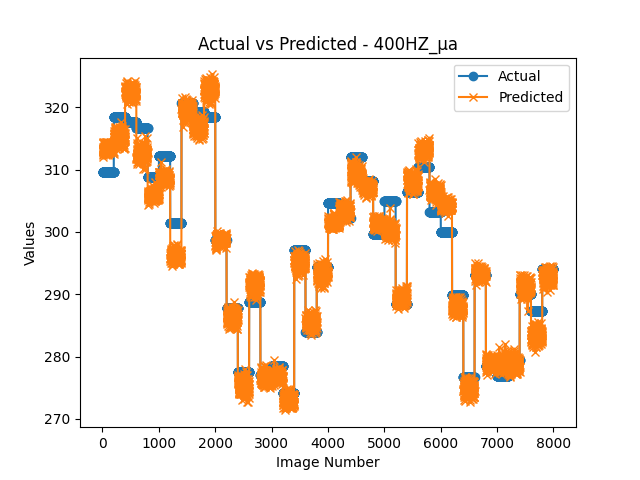 Actual vs Predicted - 400HZ_µa
Actual
Predicted
Values
320
310
300
290
280
270
0 1000 2000 3000 4000 5000 6000 7000 8000
Image Number